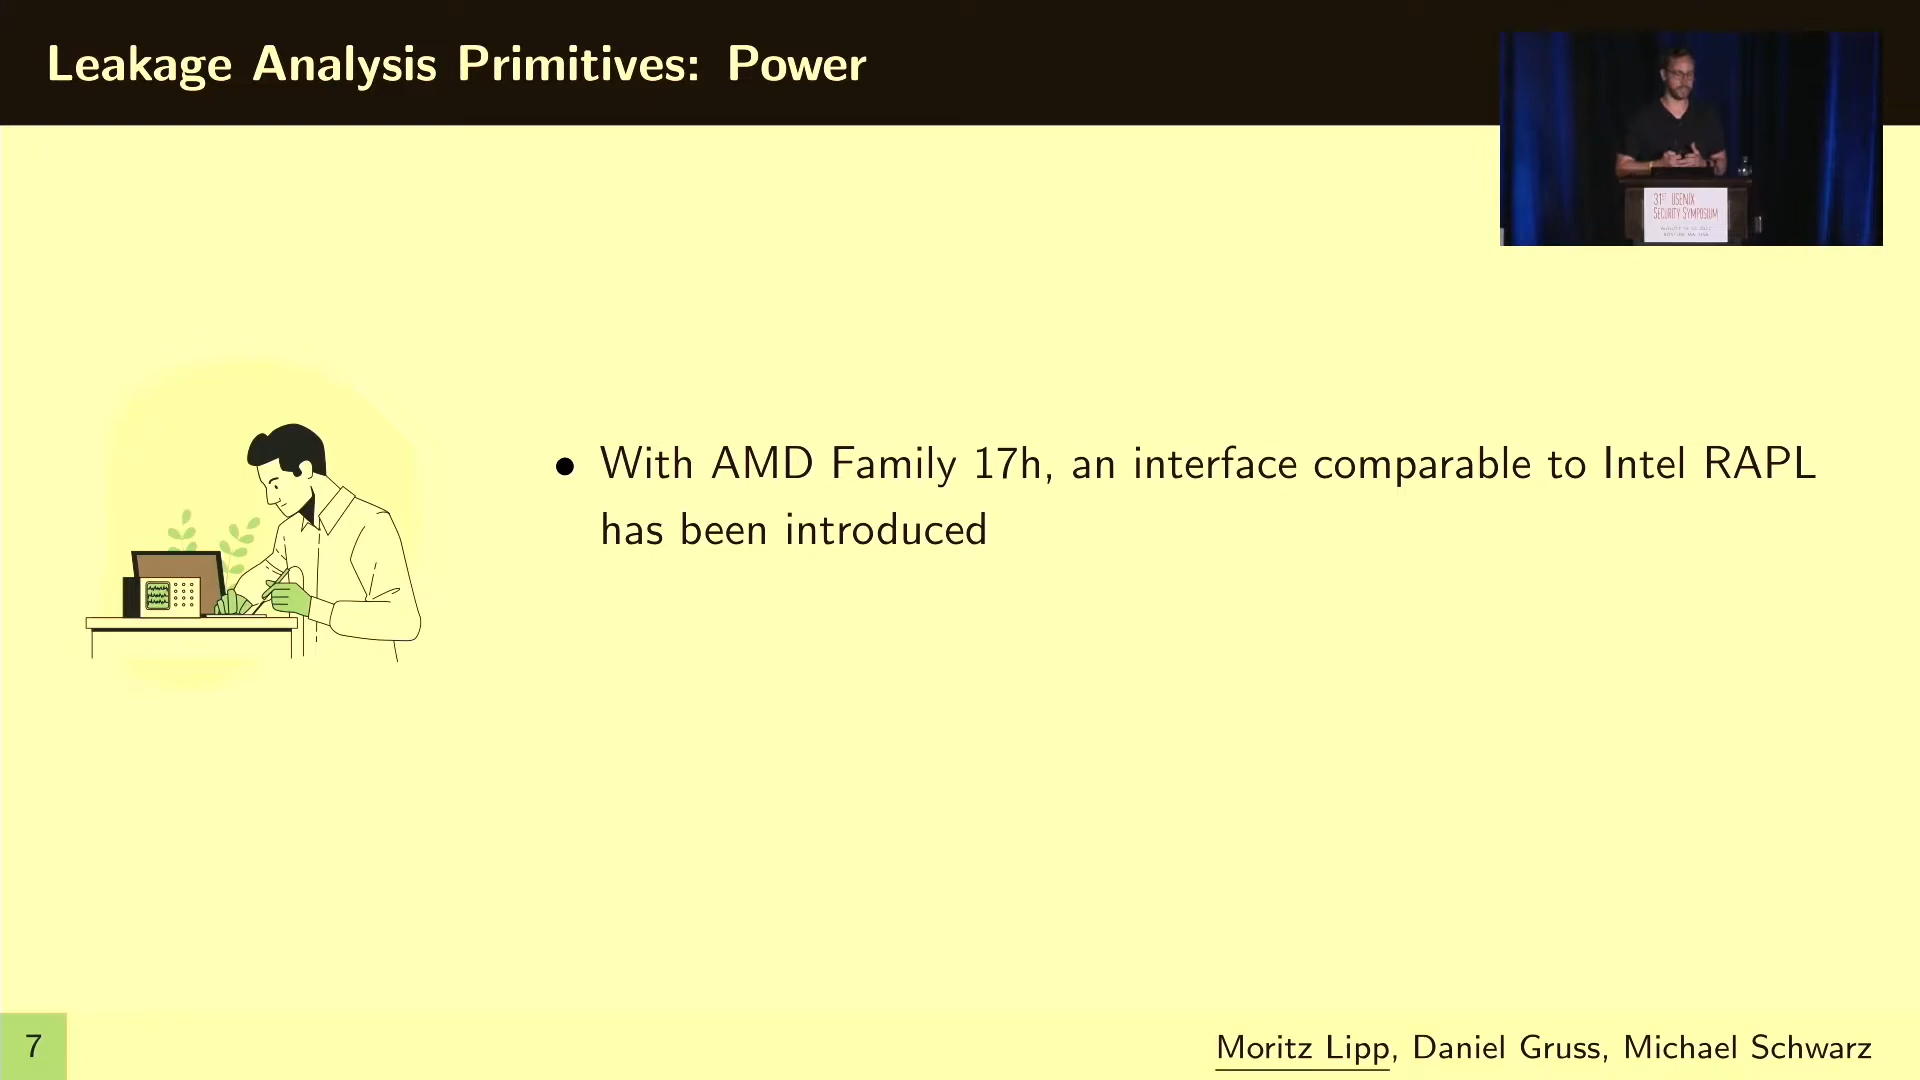 Leakage Analysis Primitives: Power
31ST USENIX
SECURITY SYMPOSIUM
• With AMD Family 17h, an interface comparable to Intel RAPL
has been introduced
7
Moritz Lipp, Daniel Gruss, Michael Schwarz